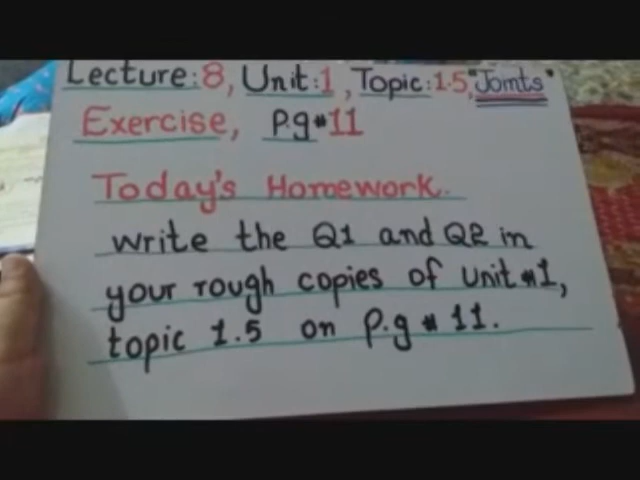 Lecture:8, Unit:1, Topic:1.5,"Joints"
Exercise, P.g#11
Today's Homework.
write the Q1 and Q2 in
your rough copies of Unit#1,
topic 1.5 on P.g # 11.